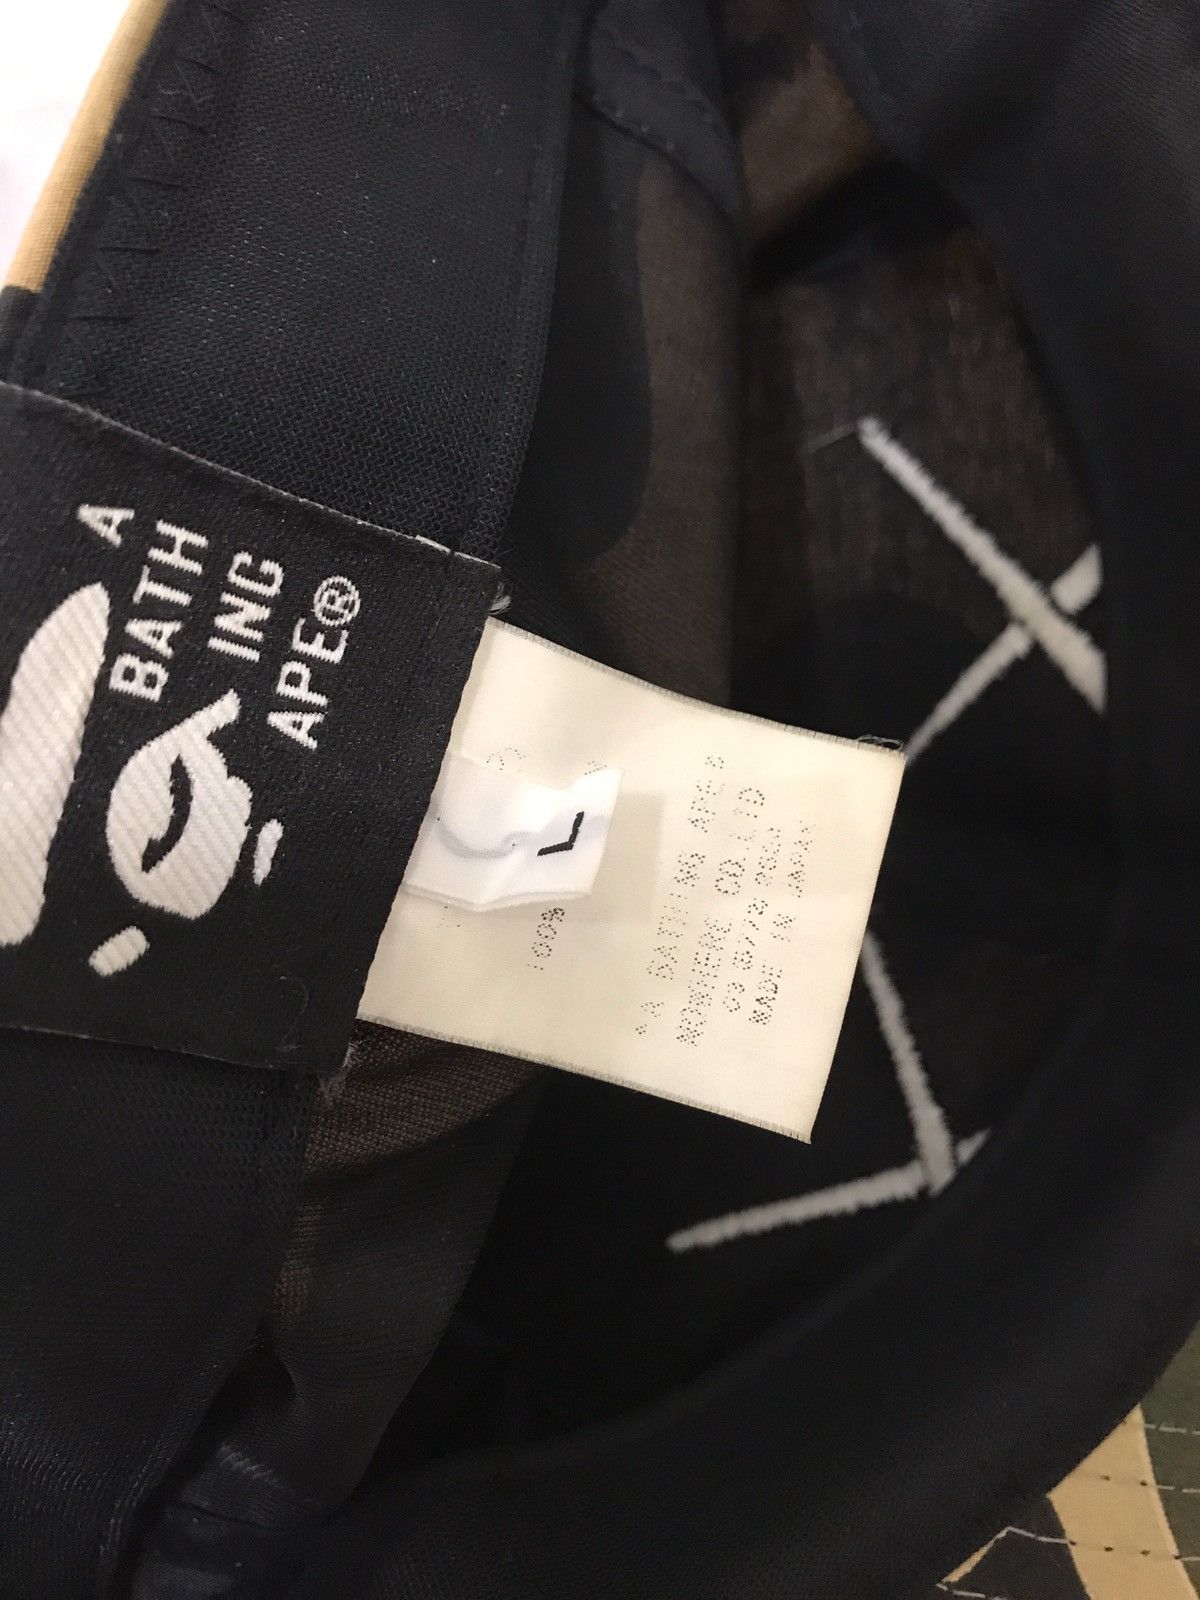 A
BATH
ING
APE®
L
100%
"A BATHING APE"®
NOWHERE CO. LTD
MADE IN JAPAN